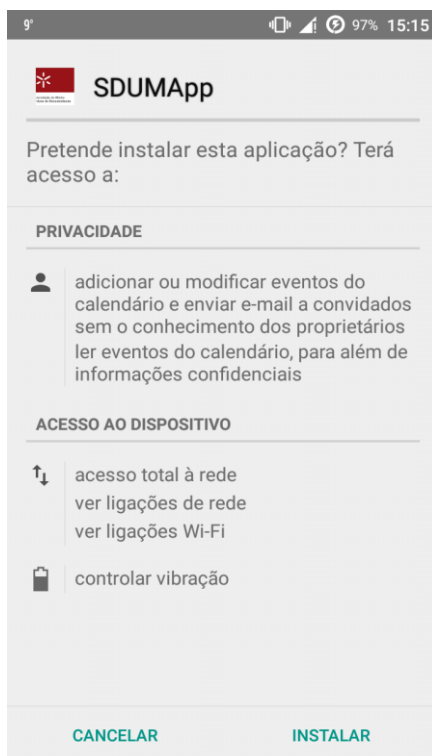 9°
97% 15:15
SDUMApp
Pretende instalar esta aplicação? Terá
acesso a:
PRIVACIDADE
adicionar ou modificar eventos do
calendário e enviar e-mail a convidados
sem o conhecimento dos proprietários
ler eventos do calendário, para além de
informações confidenciais
ACESSO AO DISPOSITIVO
acesso total à rede
ver ligações de rede
ver ligações Wi-Fi
controlar vibração
CANCELAR
INSTALAR